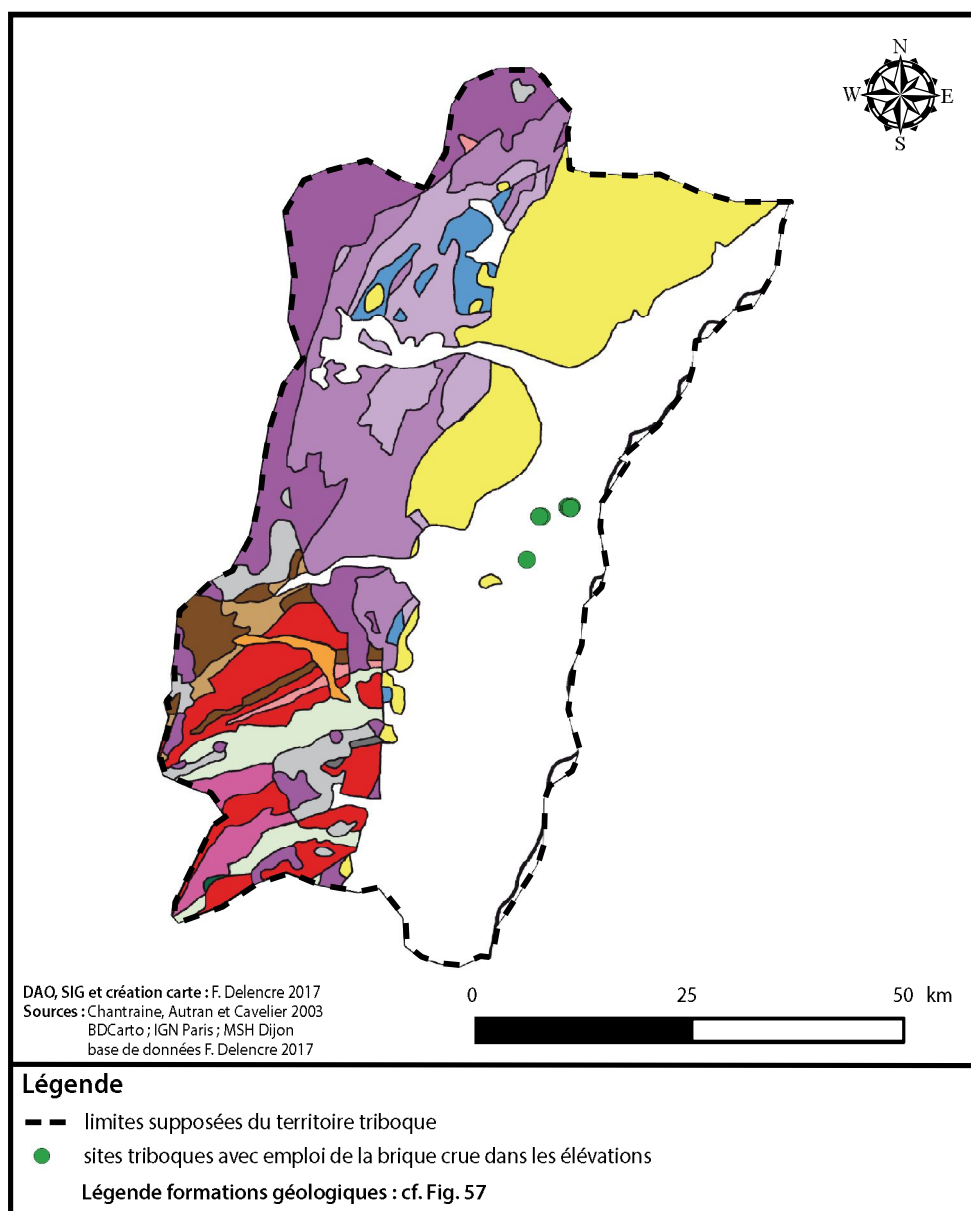 N
W E
S
DAO, SIG et création carte : F. Delencre 2017
Sources : Chantraine, Autran et Cavelier 2003
BDCarto ; IGN Paris ; MSH Dijon
base de données F. Delencre 2017
0 25 50 km
Légende
limites supposées du territoire triboque
sites triboques avec emploi de la brique crue dans les élévations
Légende formations géologiques : cf. Fig. 57